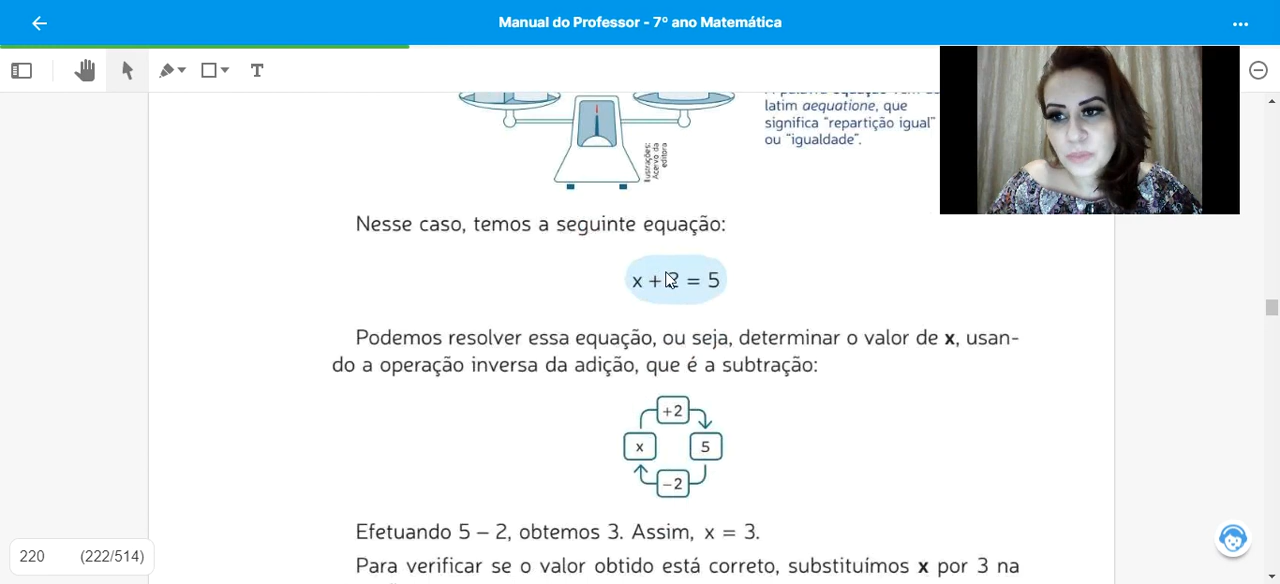 Manual do Professor - 7º ano Matemática
T
latim aequatione, que
significa “repartição igual”
ou “igualdade”.
Ilustrações:
Acervo da
editora
Nesse caso, temos a seguinte equação:
x + 2 = 5
Podemos resolver essa equação, ou seja, determinar o valor de x, usan-
do a operação inversa da adição, que é a subtração:
+2
x
5
−2
Efetuando 5 − 2, obtemos 3. Assim, x = 3.
Para verificar se o valor obtido está correto, substituímos x por 3 na
220 (222/514)